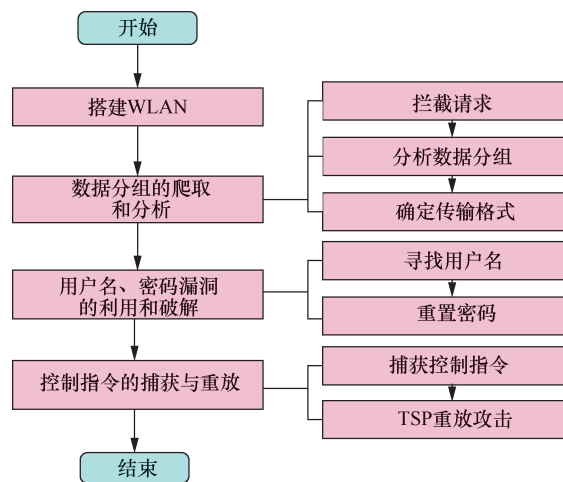 开始
搭建WLAN
数据分组的爬取
和分析
用户名、密码漏洞
的利用和破解
控制指令的捕获与重放
结束
拦截请求
分析数据分组
确定传输格式
寻找用户名
重置密码
捕获控制指令
TSP重放攻击